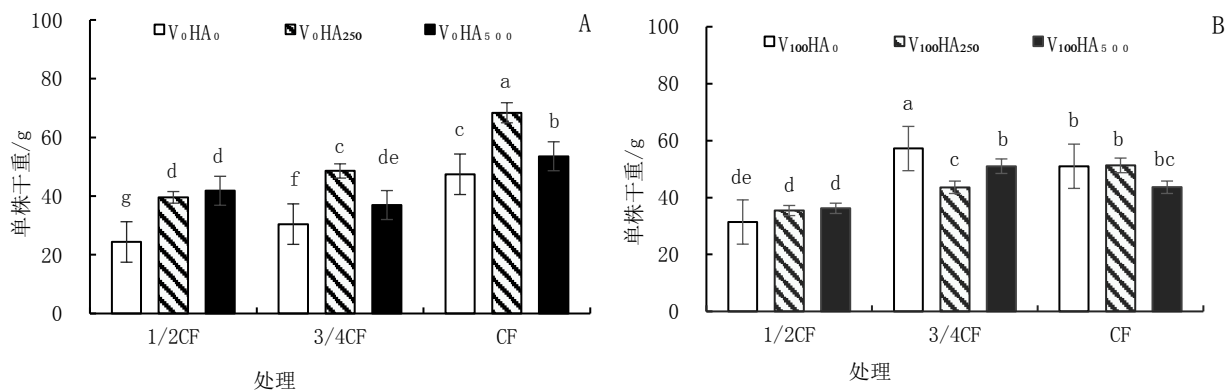 A
V₀HA₀ V₀HA₂₅₀ V₀HA₅₀₀
单株干重/g
100
80
60
40
20
0
g d d f c de c a b
1/2CF 3/4CF CF
处理
B
V₁₀₀HA₀ V₁₀₀HA₂₅₀ V₁₀₀HA₅₀₀
单株干重/g
100
80
60
40
20
0
de d d a c b b b bc
1/2CF 3/4CF CF
处理